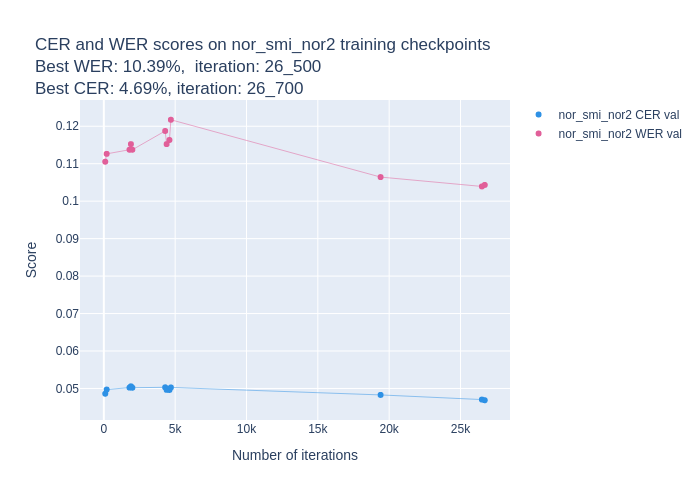 CER and WER scores on nor_smi_nor2 training checkpoints
Best WER: 10.39%,  iteration: 26_500
Best CER: 4.69%, iteration: 26_700
nor_smi_nor2 CER val
nor_smi_nor2 WER val
0.12
0.11
0.1
0.09
0.08
0.07
0.06
0.05
Score
0
5k
10k
15k
20k
25k
Number of iterations